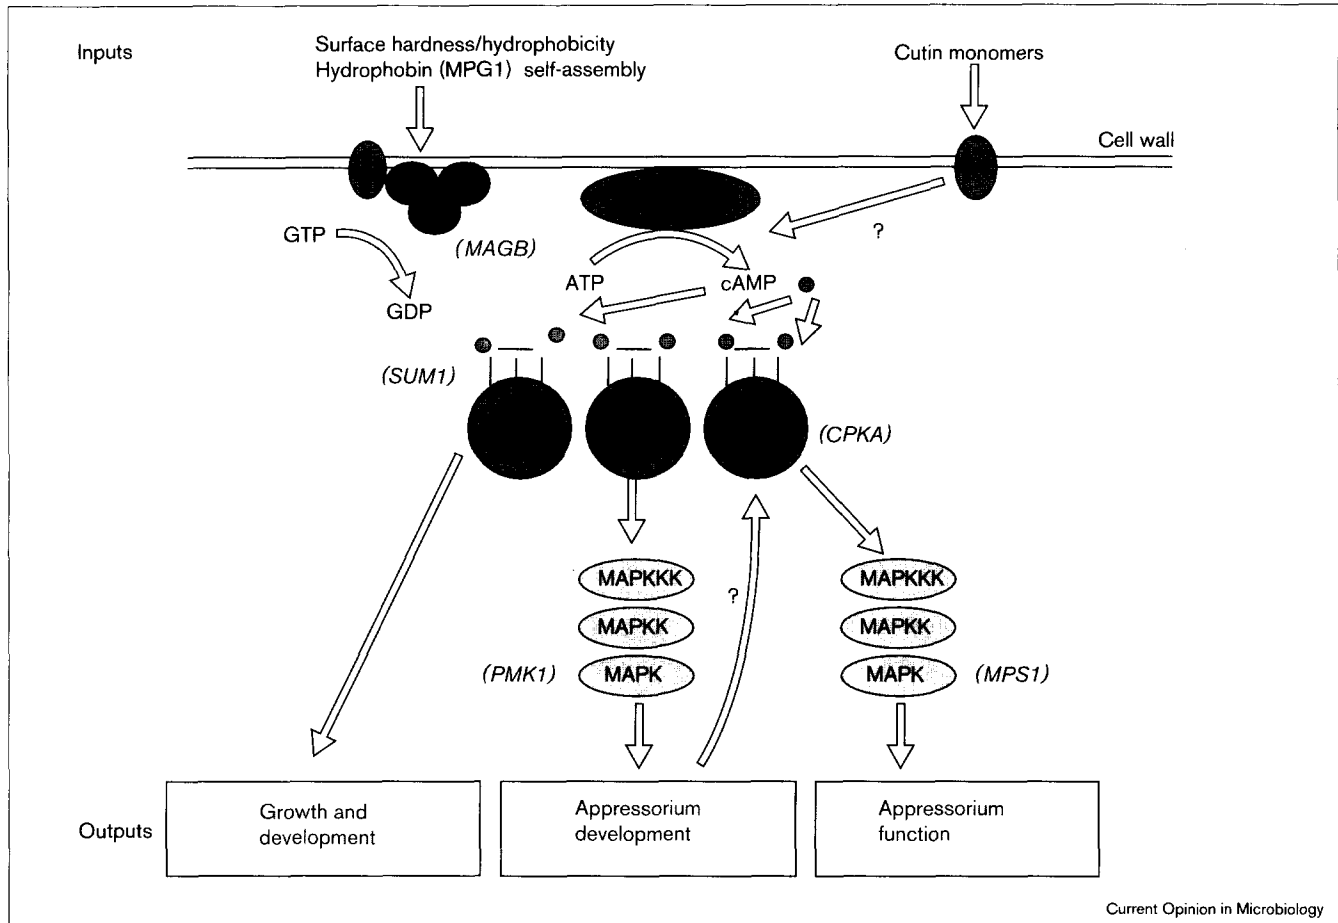 Inputs
Surface hardness/hydrophobicity
Hydrophobin (MPG1) self-assembly
Cutin monomers
Cell wall
GTP
(MAGB)
?
ATP
cAMP
GDP
(SUM1)
(CPKA)
MAPKKK
MAPKKK
?
MAPKK
MAPKK
(PMK1)
MAPK
MAPK
(MPS1)
Outputs
Growth and
development
Appressorium
development
Appressorium
function
Current Opinion in Microbiology